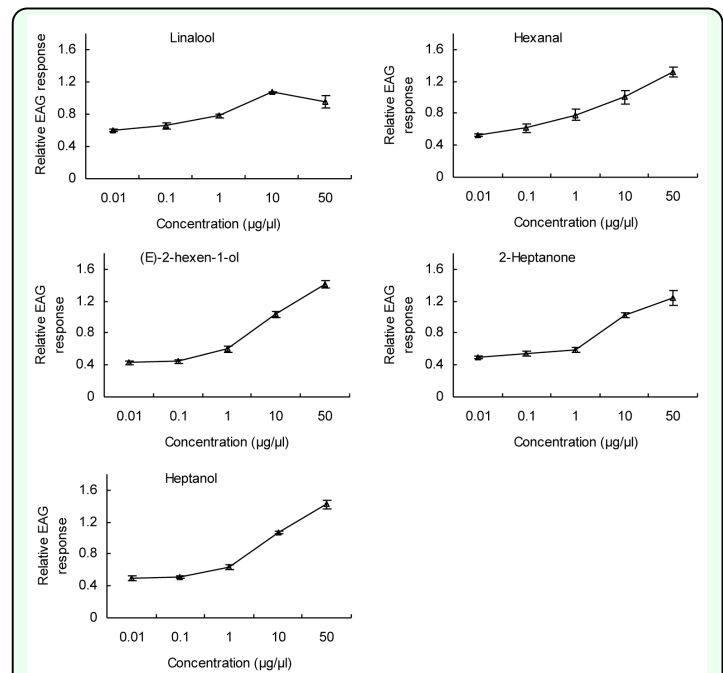 Linalool
Relative EAG response
1.6
1.2
0.8
0.4
0
0.01 0.1 1 10 50
Concentration (µg/µl)
Hexanal
Relative EAG
response
1.6
1.2
0.8
0.4
0
0.01 0.1 1 10 50
Concentration (µg/µl)
(E)-2-hexen-1-ol
Relative EAG
response
1.6
1.2
0.8
0.4
0
0.01 0.1 1 10 50
Concentration (µg/µl)
2-Heptanone
Relative EAG
response
1.6
1.2
0.8
0.4
0
0.01 0.1 1 10 50
Concentration (µg/µl)
Heptanol
Relative EAG
response
1.6
1.2
0.8
0.4
0
0.01 0.1 1 10 50
Concentration (µg/µl)